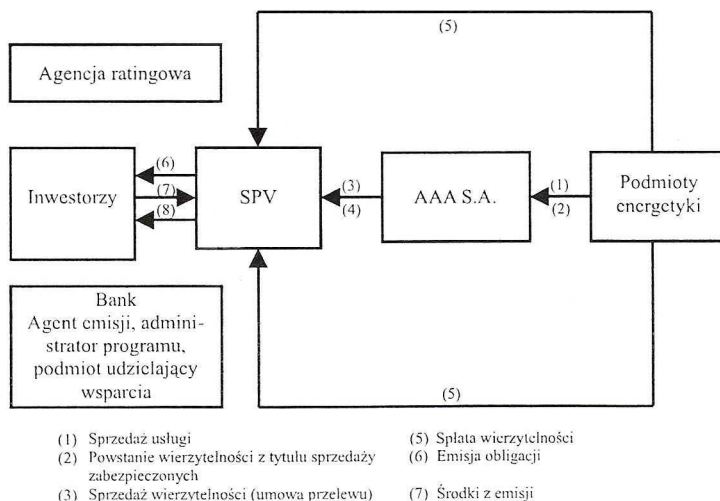 (5)
Agencja ratingowa
Inwestorzy
(6)
(7)
(8)
SPV
(3)
(4)
AAA S.A.
(1)
(2)
Podmioty
energetyki
Bank
Agent emisji, admini-
strator programu,
podmiot udzielający
wsparcia
(5)
(1) Sprzedaż usługi
(2) Powstanie wierzytelności z tytułu sprzedaży
zabezpieczonych
(3) Sprzedaż wierzytelności (umowa przelewu)
(5) Spłata wierzytelności
(6) Emisja obligacji
(7) Środki z emisji